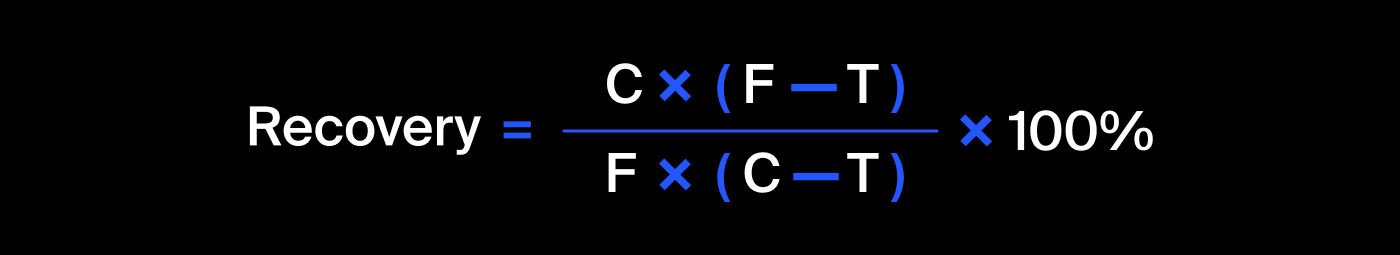 Recovery = C × ( F — T ) / F × ( C — T ) × 100%